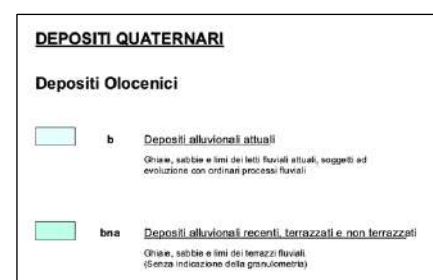 DEPOSITI QUATERNARI
Depositi Olocenici
b Depositi alluvionali attuali
Ghiaie, sabbie e limi dei letti fluviali attuali, soggetti ad
evoluzione con ordinari processi fluviali
bna Depositi alluvionali recenti, terrazzati e non terrazzati
Ghiaie, sabbie e limi dei terrazzi fluviali
(Senza indicazione della granulometria)